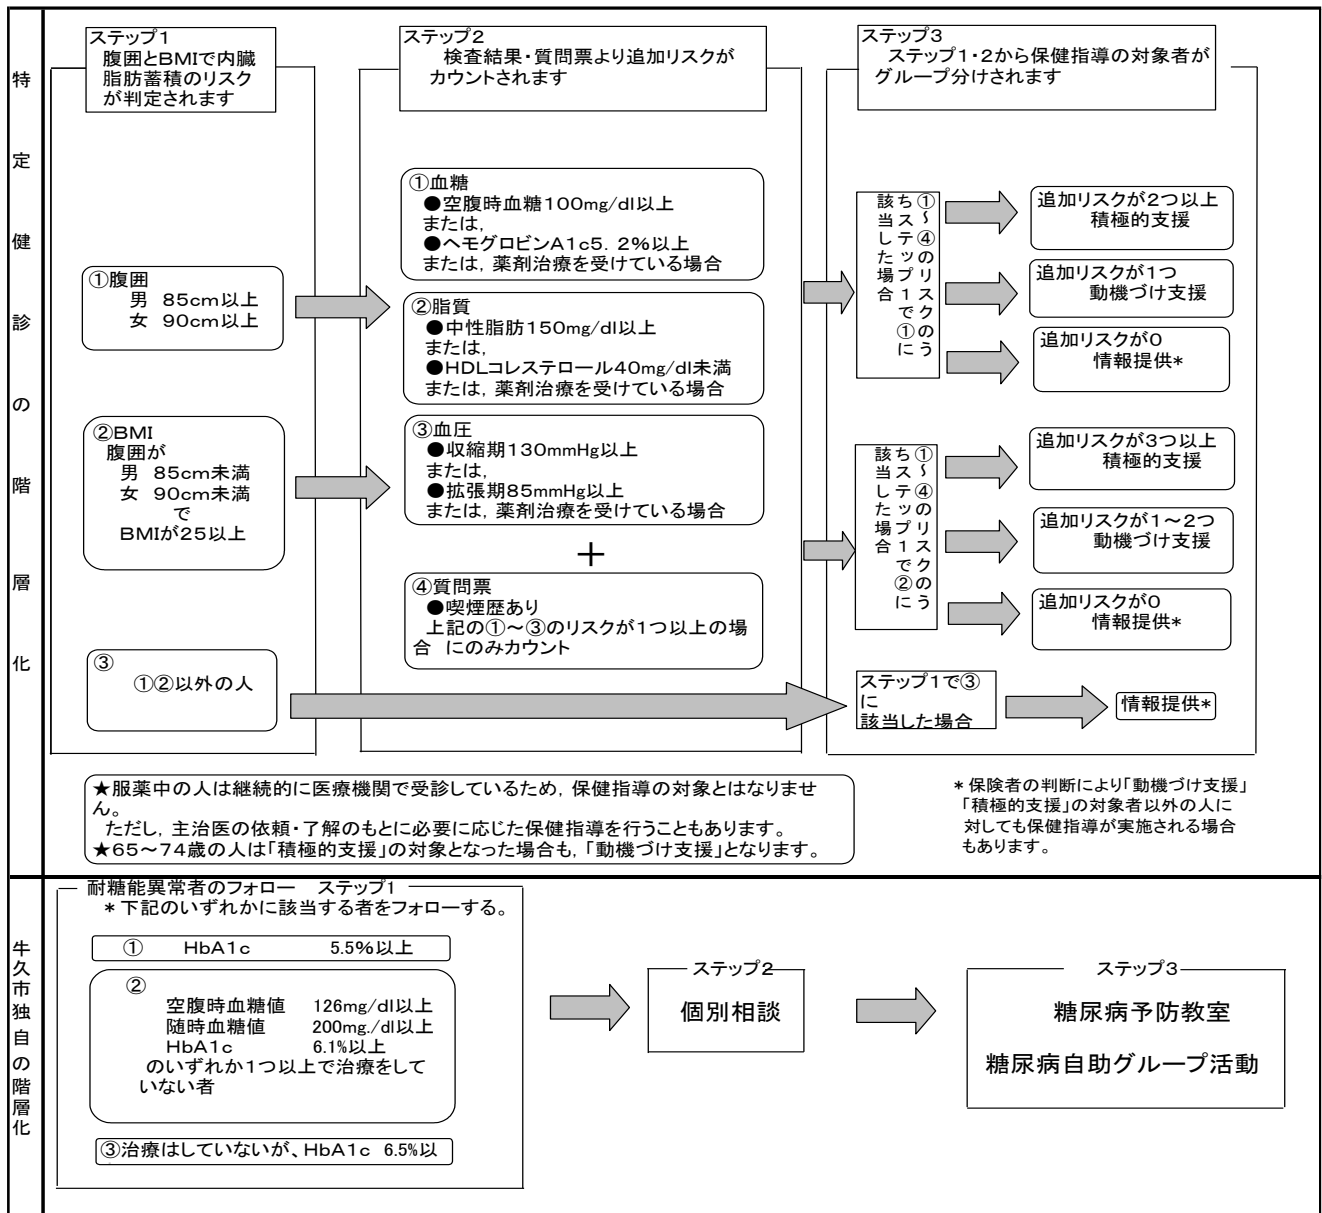 特定健診の階層化
ステップ1
腹囲とBMIで内臓
脂肪蓄積のリスク
が判定されます
①腹囲
男 85cm以上
女 90cm以上
②BMI
腹囲が
男 85cm未満
女 90cm未満
で
BMIが25以上
③
①②以外の人
ステップ2
検査結果・質問票より追加リスクが
カウントされます
①血糖
●空腹時血糖100mg/dl以上
または,
●ヘモグロビンA1c5.2%以上
または, 薬剤治療を受けている場合
②脂質
●中性脂肪150mg/dl以上
または,
●HDLコレステロール40mg/dl未満
または, 薬剤治療を受けている場合
③血圧
●収縮期130mmHg以上
または,
●拡張期85mmHg以上
または, 薬剤治療を受けている場合
+
④質問票
●喫煙歴あり
上記の①~③のリスクが1つ以上の場
合 にのみカウント
ステップ3
ステップ1・2から保健指導の対象者が
グループ分けされます
①~④のリスクのう
ちステップ1で①に
該当した場合
追加リスクが2つ以上
積極的支援
追加リスクが1つ
動機づけ支援
追加リスクが0
情報提供*
①~④のリスクのう
ちステップ1で②に
該当した場合
追加リスクが3つ以上
積極的支援
追加リスクが1~2つ
動機づけ支援
追加リスクが0
情報提供*
ステップ1で③
に
該当した場合
情報提供*
★服薬中の人は継続的に医療機関で受診しているため, 保健指導の対象とはなりませ
ん。
ただし, 主治医の依頼・了解のもとに必要に応じた保健指導を行うこともあります。
★65~74歳の人は「積極的支援」の対象となった場合も, 「動機づけ支援」となります。
*保険者の判断により「動機づけ支援」
「積極的支援」の対象者以外の人に
対しても保健指導が実施される場合
もあります。
牛久市独自の階層化
耐糖能異常者のフォロー ステップ1
*下記のいずれかに該当する者をフォローする。
① HbA1c 5.5%以上
②
空腹時血糖値 126mg/dl以上
随時血糖値 200mg./dl以上
HbA1c 6.1%以上
のいずれか1つ以上で治療をして
いない者
③治療はしていないが、HbA1c 6.5%以
ステップ2
個別相談
ステップ3
糖尿病予防教室
糖尿病自助グループ活動